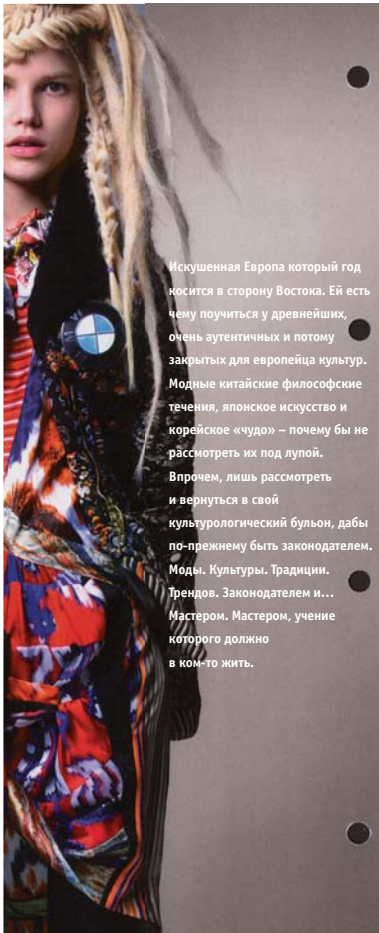 Искушенная Европа который год
косится в сторону Востока. Ей есть
чему поучиться у древнейших,
очень аутентичных и потому
закрытых для европейца культур.
Модные китайские философские
течения, японское искусство и
корейское «чудо» – почему бы не
рассмотреть их под лупой.
Впрочем, лишь рассмотреть
и вернуться в свой
культурологический бульон, дабы
по-прежнему быть законодателем.
Моды. Культуры. Традиции.
Трендов. Законодателем и...
Мастером. Мастером, учение
которого должно
в ком-то жить.